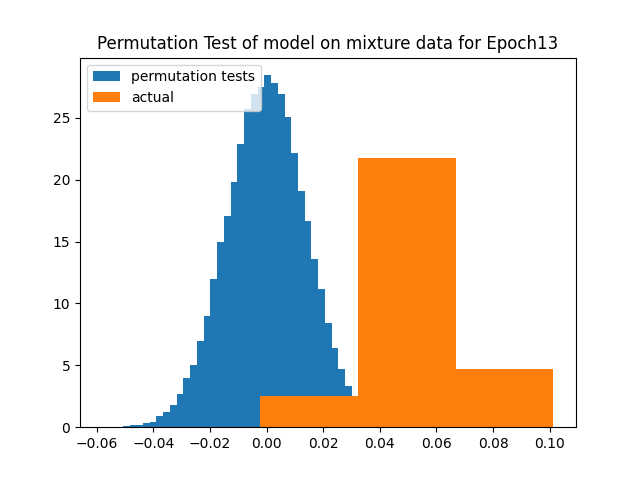 Permutation Test of model on mixture data for Epoch13
permutation tests
actual
25
20
15
10
5
0
−0.06 −0.04 −0.02 0.00 0.02 0.04 0.06 0.08 0.10